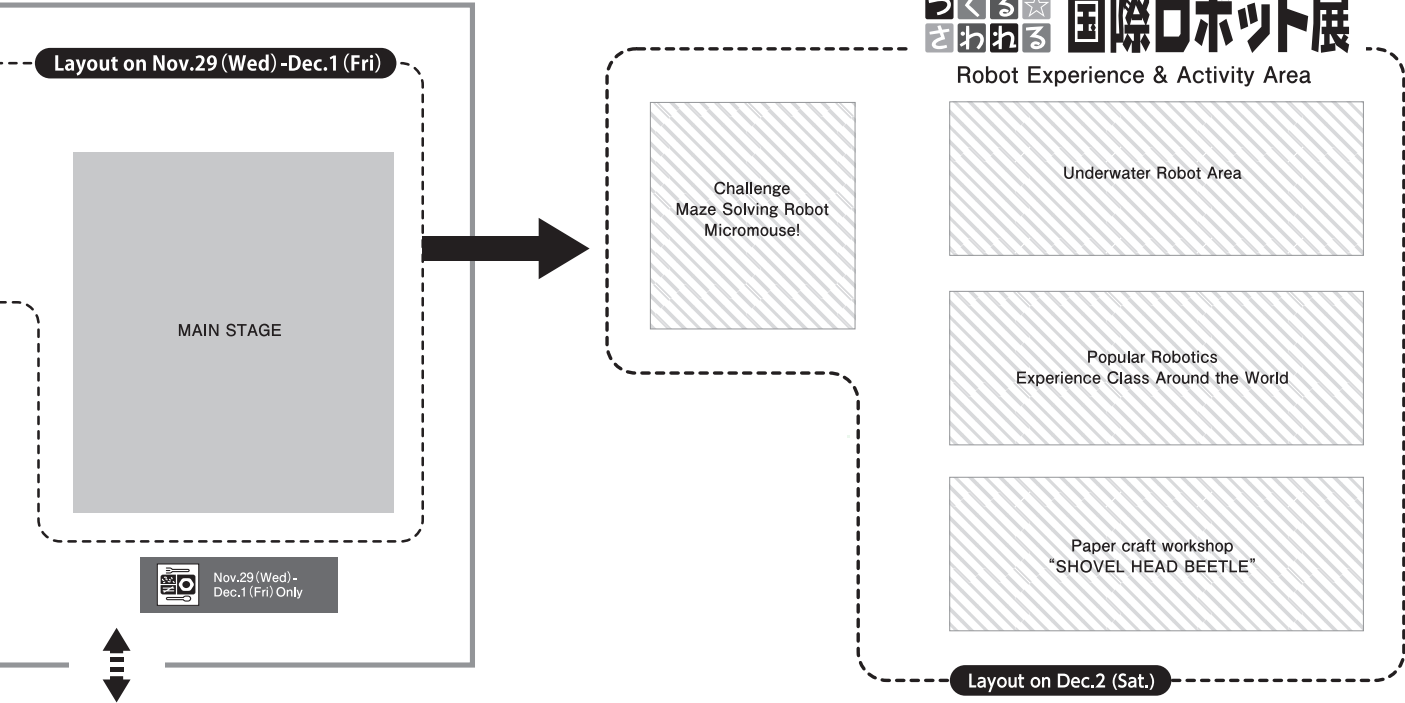 Layout on Nov.29(Wed)-Dec.1(Fri)
MAIN STAGE
Nov.29(Wed)-
Dec.1(Fri)Only
つくる☆
さわれる
国際ロボット展
Robot Experience & Activity Area
Challenge
Maze Solving Robot
Micromouse!
Underwater Robot Area
Popular Robotics
Experience Class Around the World
Paper craft workshop
“SHOVEL HEAD BEETLE”
Layout on Dec.2 (Sat.)